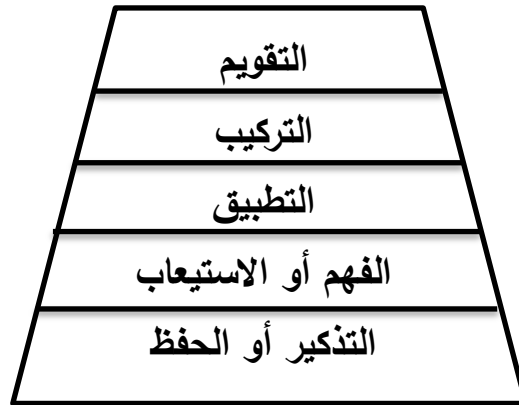 التقويم
التركيب
التطبيق
الفهم أو الاستيعاب
التذكير أو الحفظ